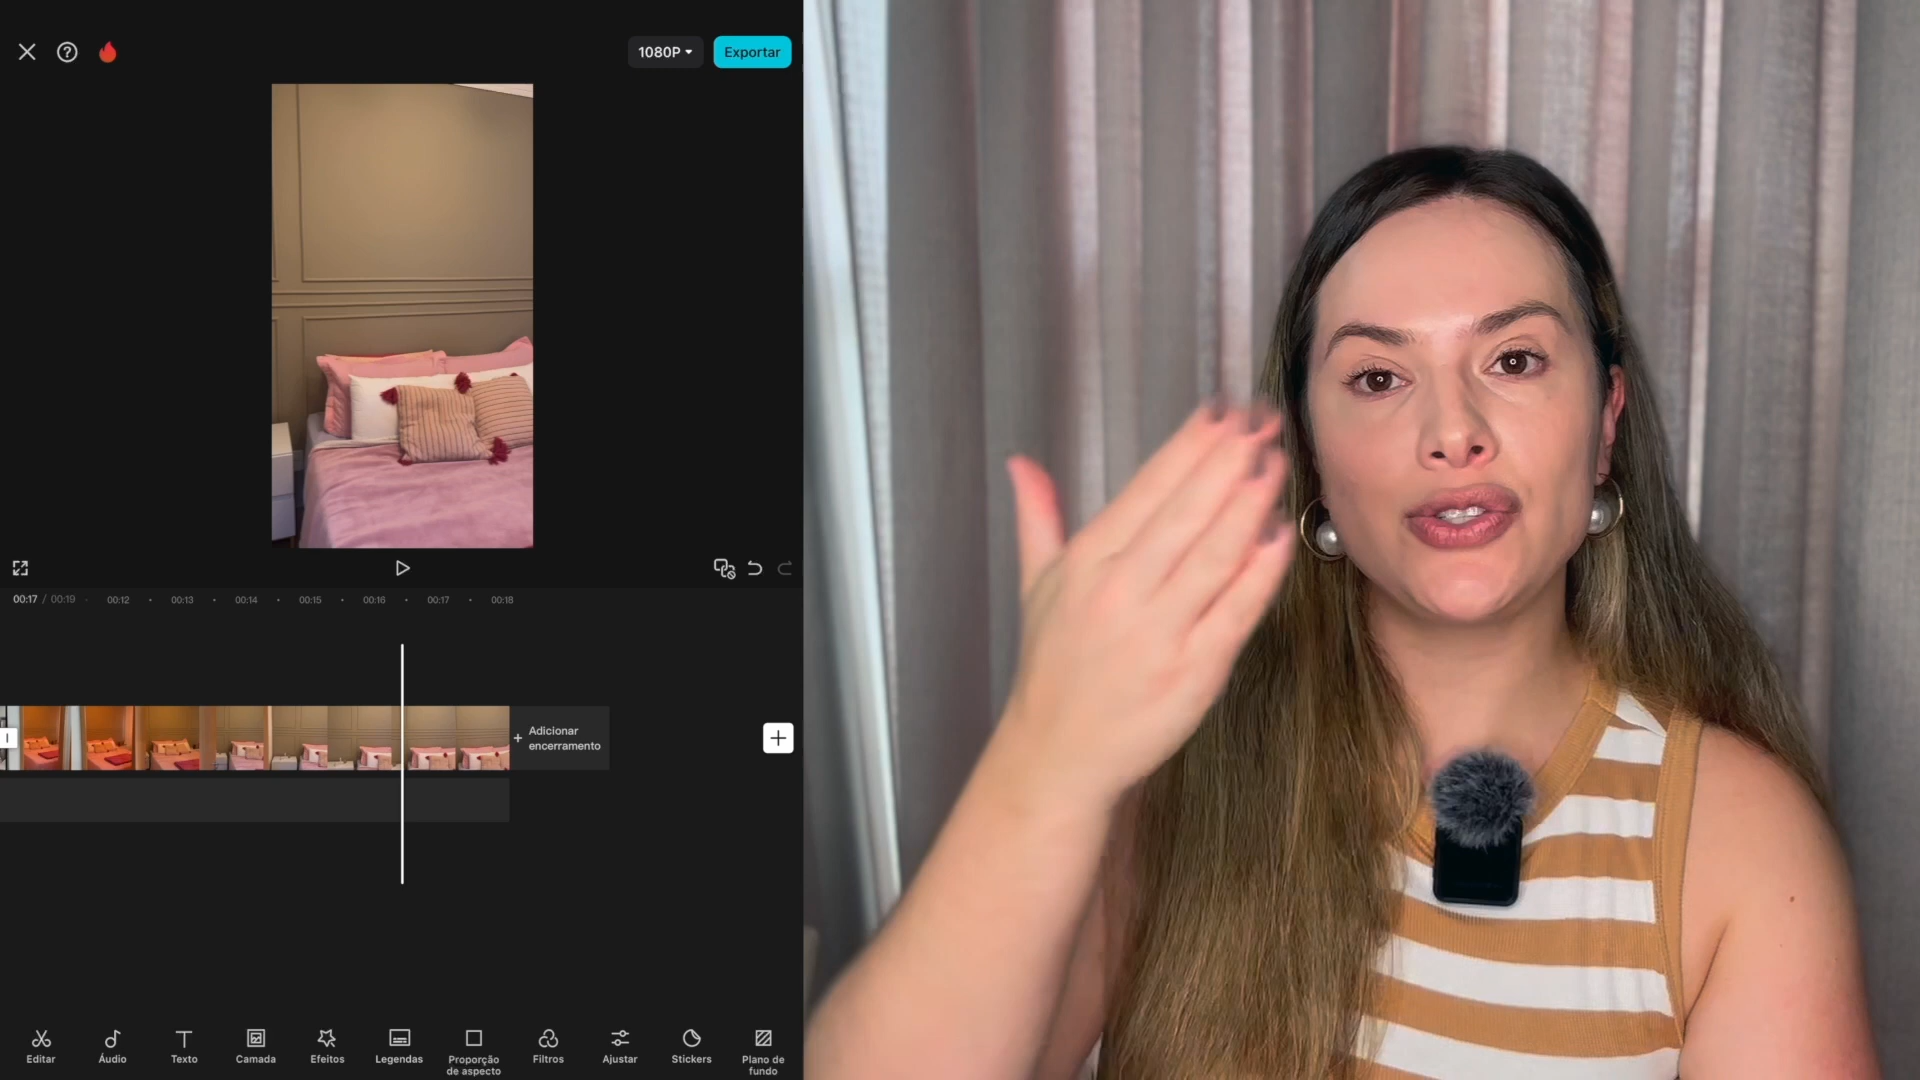 1080P
Exportar
00:17 / 00:19
00:12
00:13
00:14
00:15
00:16
00:17
00:18
+ Adicionar
encerramento
Editar
Áudio
Texto
Camada
Efeitos
Legendas
Proporção
de aspecto
Filtros
Ajustar
Stickers
Plano de
fundo